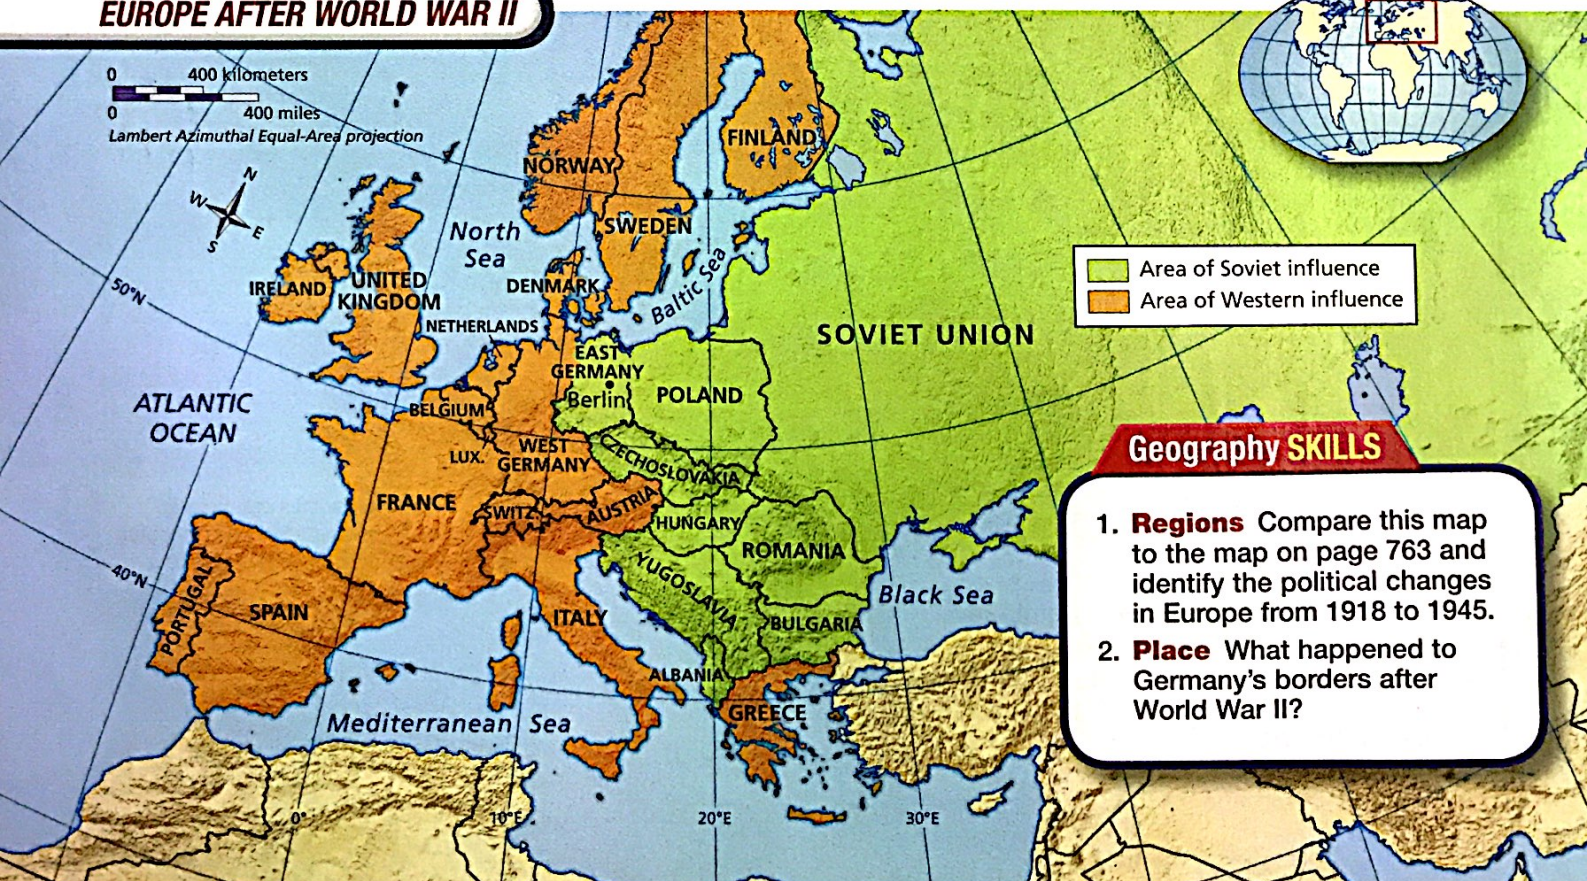 EUROPE AFTER WORLD WAR II
0 400 kilometers
0 400 miles
Lambert Azimuthal Equal-Area projection
N
W
E
S
FINLAND
NORWAY
SWEDEN
North
Sea
Baltic Sea
DENMARK
IRELAND
UNITED
KINGDOM
NETHERLANDS
50°N
Area of Soviet influence
Area of Western influence
SOVIET UNION
EAST
GERMANY
Berlin
POLAND
ATLANTIC
OCEAN
BELGIUM
LUX.
WEST
GERMANY
CZECHOSLOVAKIA
FRANCE
SWITZ.
AUSTRIA
HUNGARY
ROMANIA
YUGOSLAVIA
Black Sea
40°N
PORTUGAL
SPAIN
ITALY
BULGARIA
ALBANIA
GREECE
Mediterranean Sea
0°
10°E
20°E
30°E
Geography SKILLS
1. Regions Compare this map
to the map on page 763 and
identify the political changes
in Europe from 1918 to 1945.
2. Place What happened to
Germany's borders after
World War II?